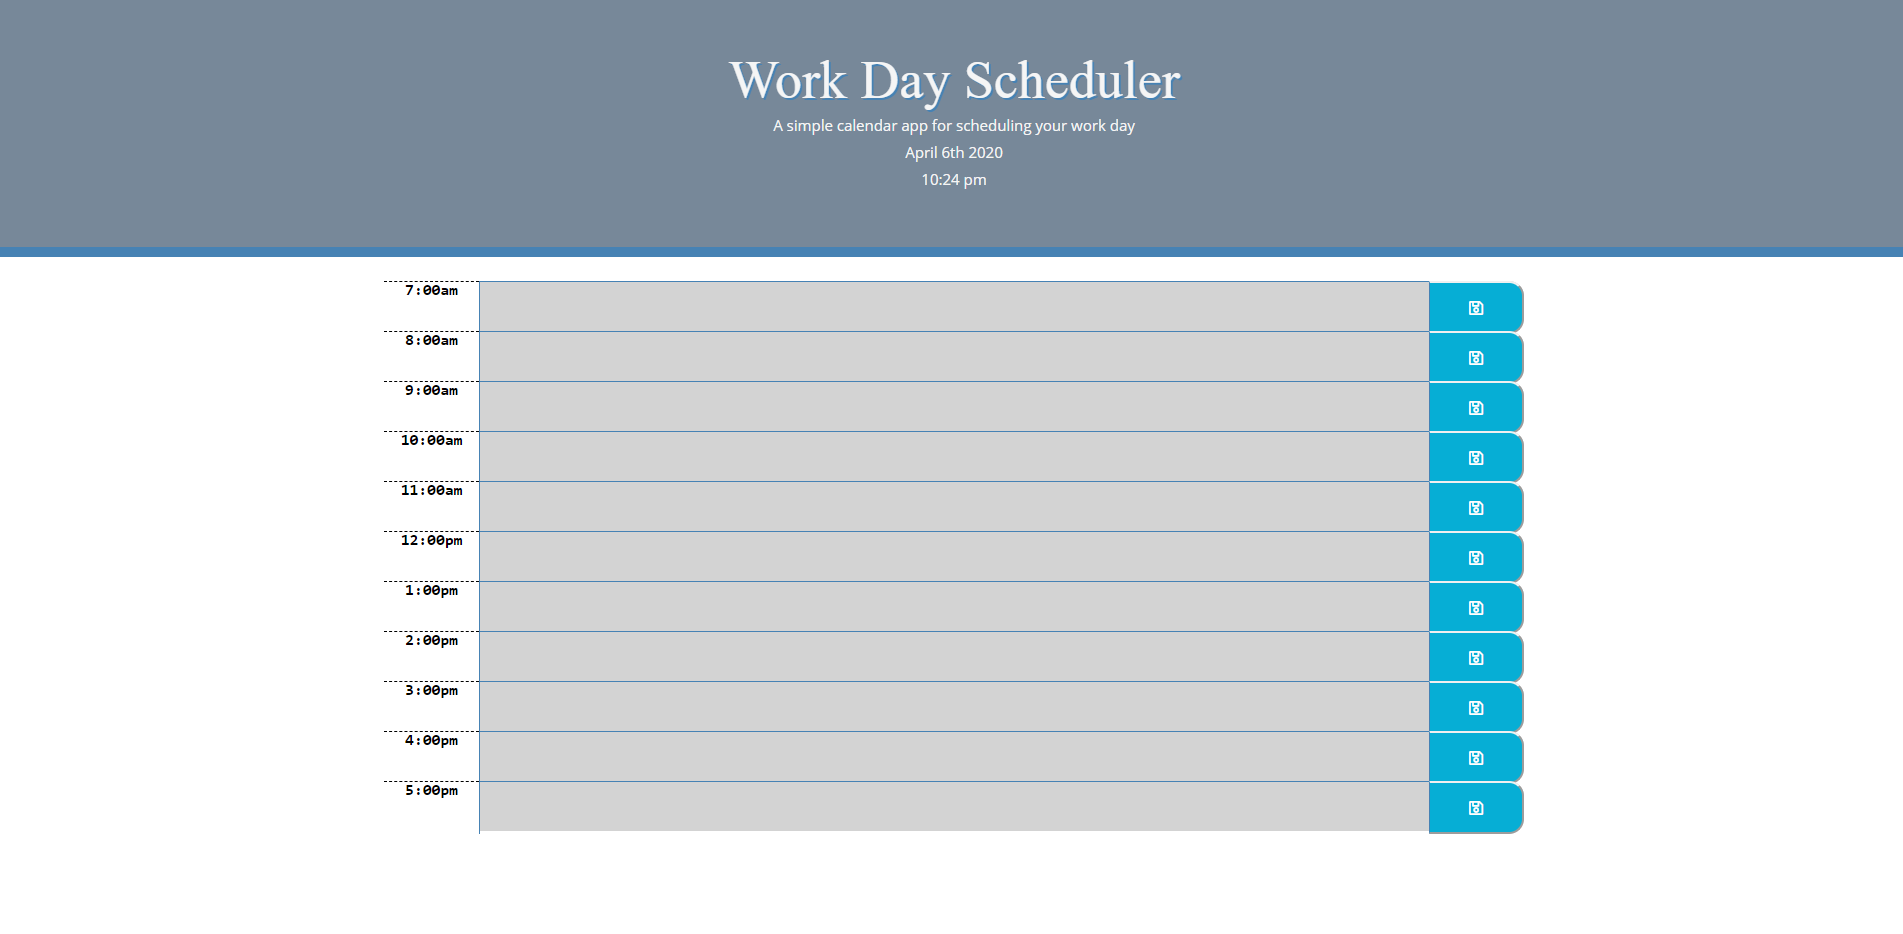 Work Day Scheduler
A simple calendar app for scheduling your work day
April 6th 2020
10:24 pm
7:00am
8:00am
9:00am
10:00am
11:00am
12:00pm
1:00pm
2:00pm
3:00pm
4:00pm
5:00pm